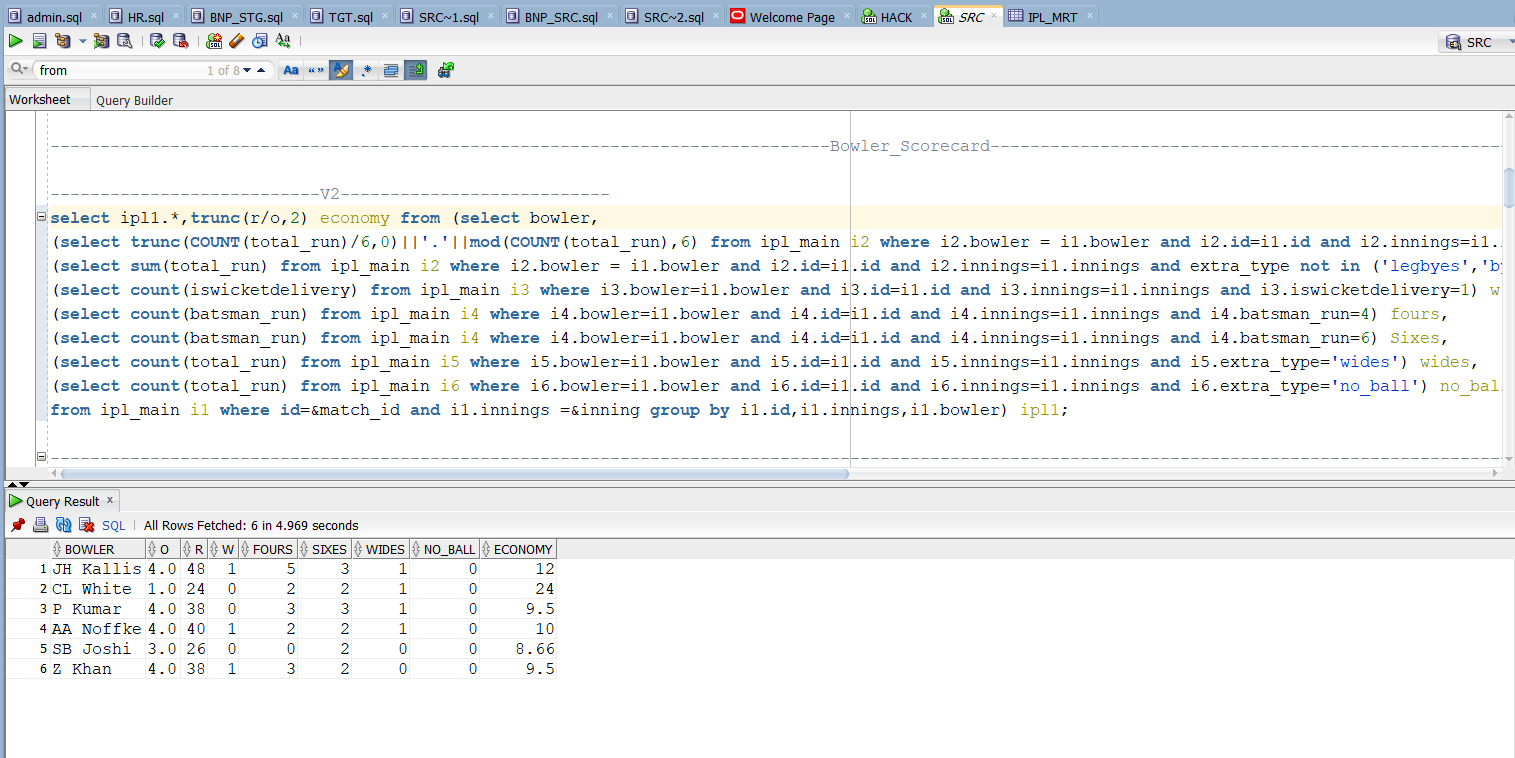 admin.sql HR.sql BNP_STG.sql TGT.sql SRC~1.sql BNP_SRC.sql SRC~2.sql Welcome Page HACK SRC IPL_MRT
SRC
from 1 of 8 Aa “” .*
Worksheet Query Builder
------------------------------------------------------------------------------Bowler_Scorecard---------------------------------------------------
---------------------------V2---------------------------
select ipl1.*,trunc(r/o,2) economy from (select bowler,
(select trunc(COUNT(total_run)/6,0)||'.'||mod(COUNT(total_run),6) from ipl_main i2 where i2.bowler = i1.bowler and i2.id=i1.id and i2.innings=i1.
(select sum(total_run) from ipl_main i2 where i2.bowler = i1.bowler and i2.id=i1.id and i2.innings=i1.innings and extra_type not in ('legbyes','by
(select count(iswicketdelivery) from ipl_main i3 where i3.bowler=i1.bowler and i3.id=i1.id and i3.innings=i1.innings and i3.iswicketdelivery=1) w
(select count(batsman_run) from ipl_main i4 where i4.bowler=i1.bowler and i4.id=i1.id and i4.innings=i1.innings and i4.batsman_run=4) fours,
(select count(batsman_run) from ipl_main i4 where i4.bowler=i1.bowler and i4.id=i1.id and i4.innings=i1.innings and i4.batsman_run=6) Sixes,
(select count(total_run) from ipl_main i5 where i5.bowler=i1.bowler and i5.id=i1.id and i5.innings=i1.innings and i5.extra_type='wides') wides,
(select count(total_run) from ipl_main i6 where i6.bowler=i1.bowler and i6.id=i1.id and i6.innings=i1.innings and i6.extra_type='no_ball') no_bal
from ipl_main i1 where id=&match_id and i1.innings =&inning group by i1.id,i1.innings,i1.bowler) ipl1;
-------------------------------------------------------------------------------------------------------------------------------------------------
Query Result
SQL All Rows Fetched: 6 in 4.969 seconds
BOWLER O R W FOURS SIXES WIDES NO_BALL ECONOMY
1 JH Kallis 4.0 48 1 5 3 1 0 12
2 CL White 1.0 24 0 2 2 1 0 24
3 P Kumar 4.0 38 0 3 3 1 0 9.5
4 AA Noffke 4.0 40 1 2 2 1 0 10
5 SB Joshi 3.0 26 0 0 2 0 0 8.66
6 Z Khan 4.0 38 1 3 2 0 0 9.5